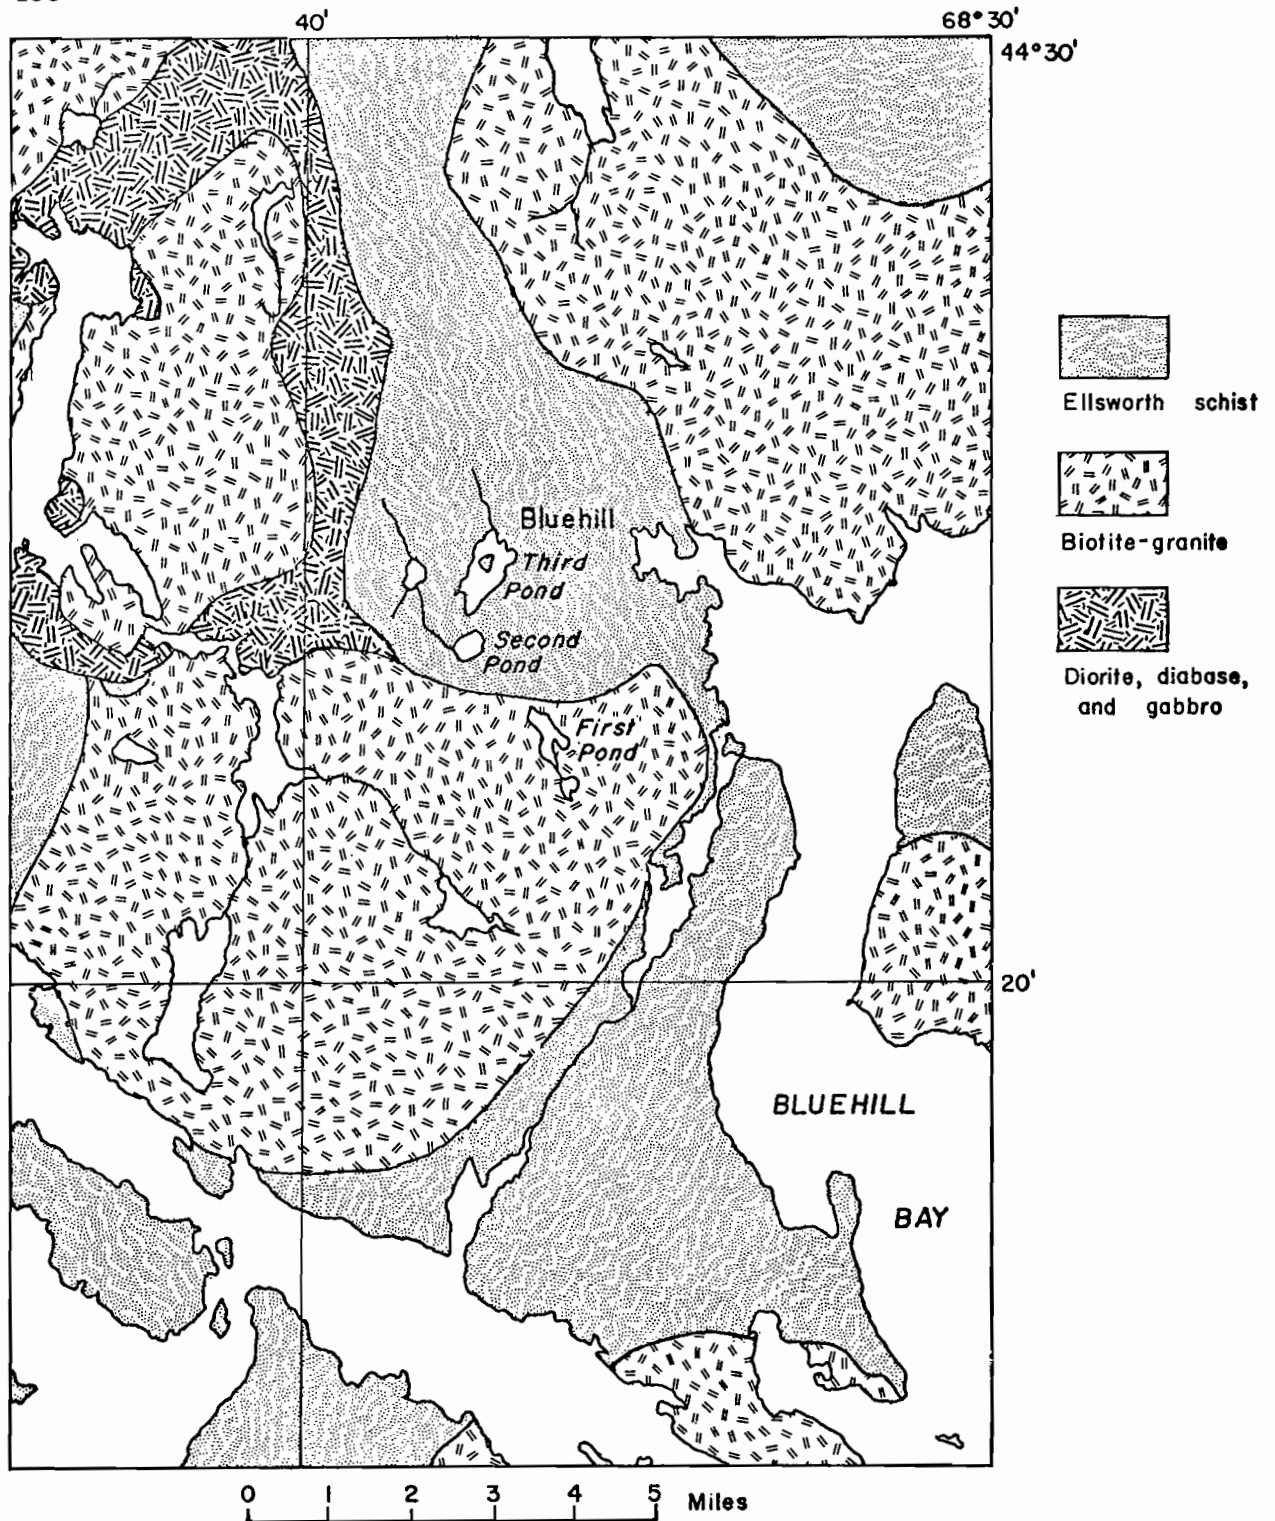 40'
68°30'
44°30'
Ellsworth schist
Biotite-granite
Diorite, diabase,
and gabbro
Bluehill
Third
Pond
Second
Pond
First
Pond
20'
BLUEHILL
BAY
0 1 2 3 4 5 Miles